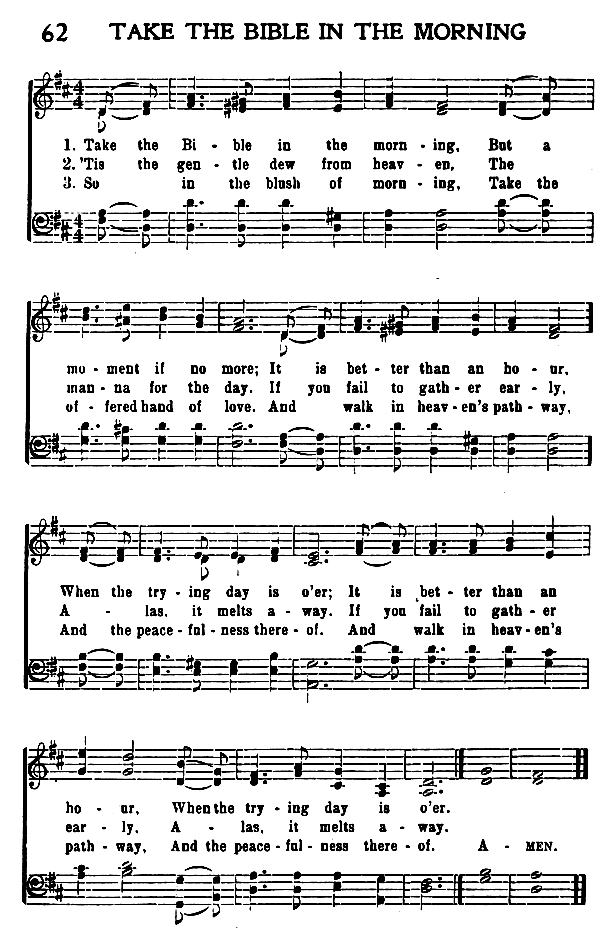 62 TAKE THE BIBLE IN THE MORNING
1. Take the Bi - ble in the morn - ing, But a
2. 'Tis the gen - tle dew from heav - en, The
3. So in the blush of morn - ing, Take the
mo - ment if no more; It is bet - ter than an ho - ur,
man - na for the day. If you fail to gath - er ear - ly,
of - fered hand of love. And walk in heav - en's path - way,
When the try - ing day is o'er; It is bet - ter than an
A - las, it melts a - way. If you fail to gath - er
And the peace - ful - ness there - of. And walk in heav - en's
ho - ur, When the try - ing day is o'er.
ear - ly, A - las, it melts a - way.
path - way, And the peace - ful - ness there - of. A - MEN.